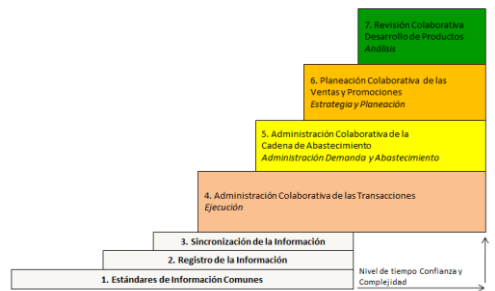 7. Revisión Colaborativa
Desarrollo de Productos
Análisis
6. Planeación Colaborativa de las
Ventas y Promociones
Estrategia y Planeación
5. Administración Colaborativa de la
Cadena de Abastecimiento
Administración Demanda y Abastecimiento
4. Administración Colaborativa de las Transacciones
Ejecución
3. Sincronización de la Información
2. Registro de la Información
1. Estándares de Información Comunes
Nivel de tiempo Confianza y
Complejidad